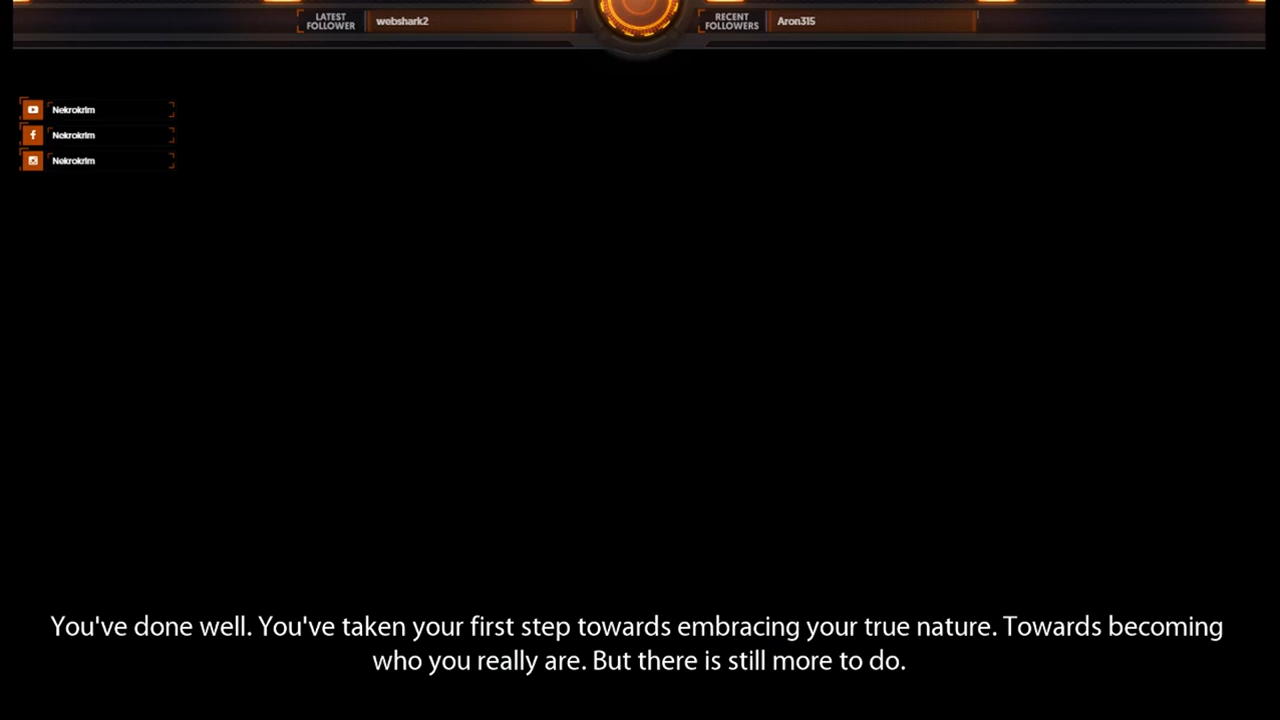 LATEST FOLLOWER
webshark2
RECENT FOLLOWERS
Aron315
Nekrokrim
Nekrokrim
Nekrokrim
You've done well. You've taken your first step towards embracing your true nature. Towards becoming
who you really are. But there is still more to do.